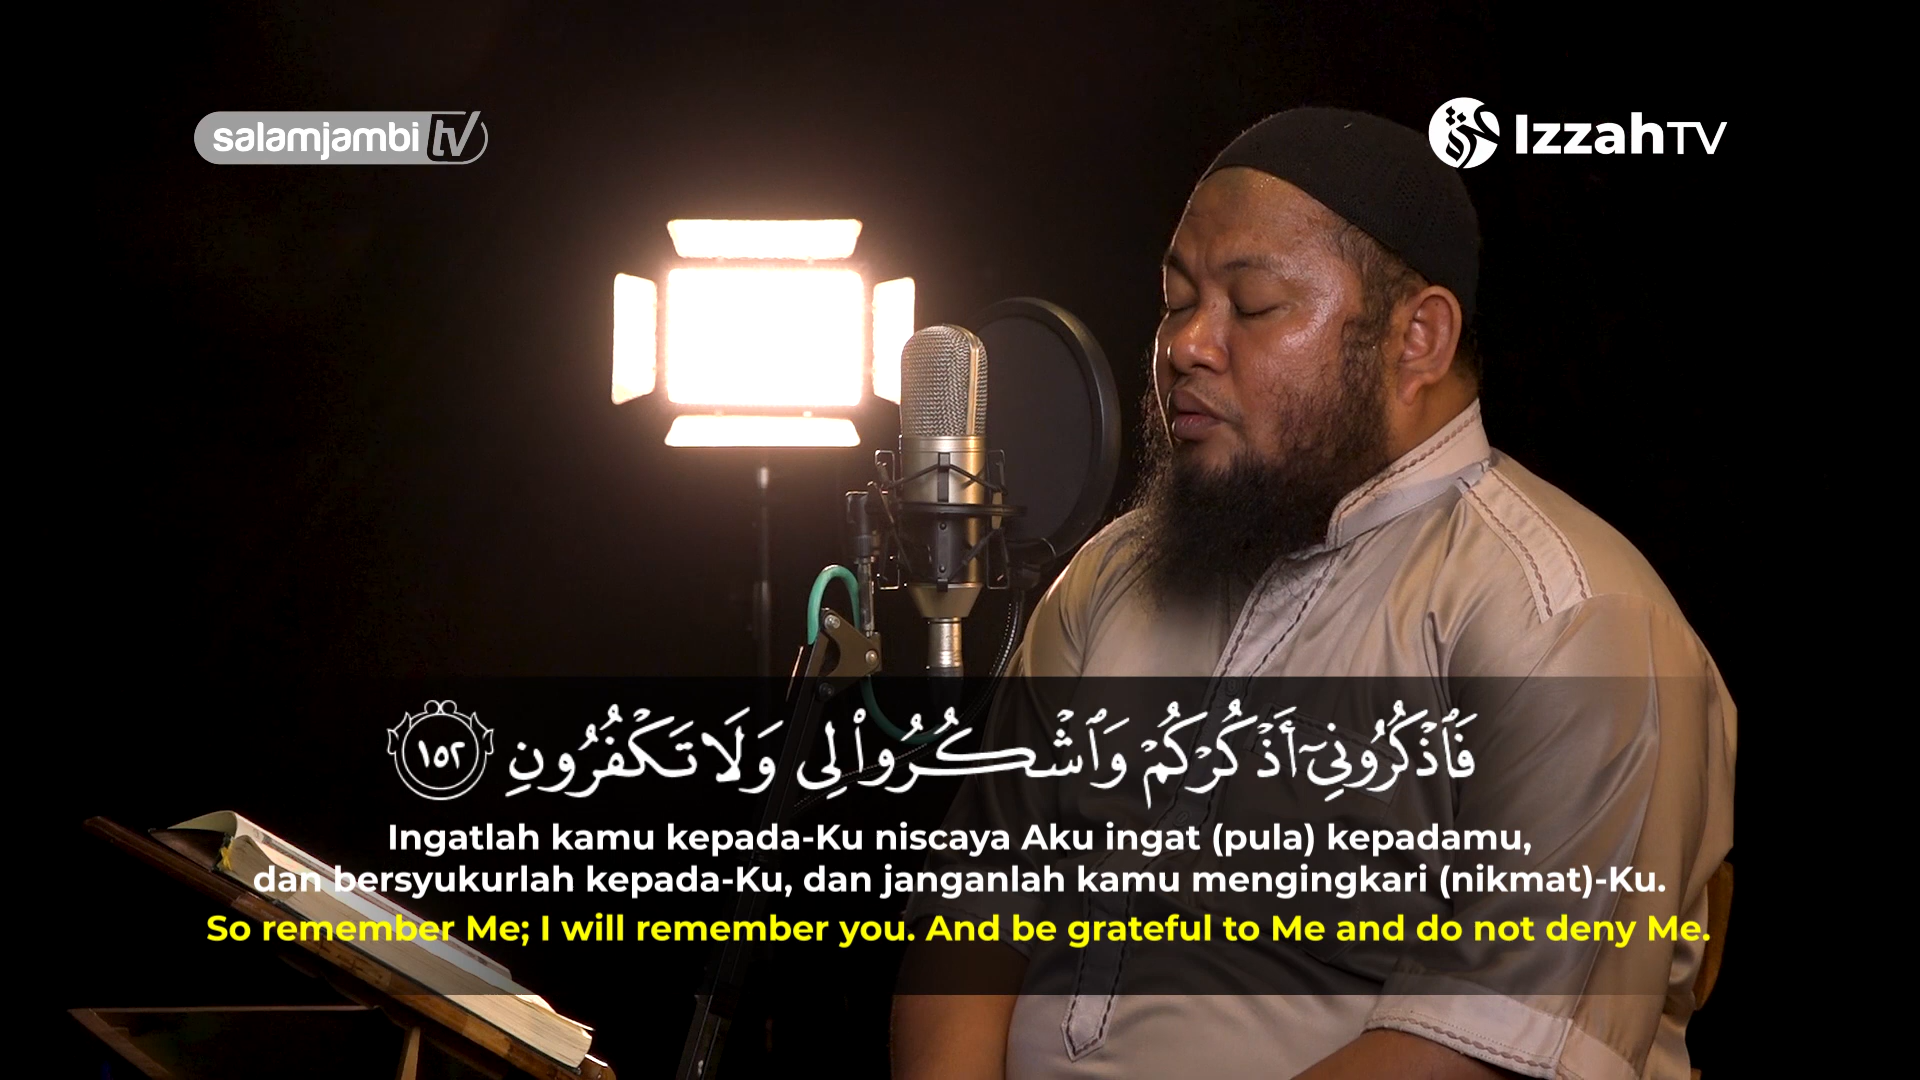 salamjambi tv
IzzahTV
فَٱذۡكُرُونِيٓ أَذۡكُرۡكُمۡ وَٱشۡكُرُواْ لِي وَلَا تَكۡفُرُونِ ١٥٢
Ingatlah kamu kepada-Ku niscaya Aku ingat (pula) kepadamu,
dan bersyukurlah kepada-Ku, dan janganlah kamu mengingkari (nikmat)-Ku.
So remember Me; I will remember you. And be grateful to Me and do not deny Me.